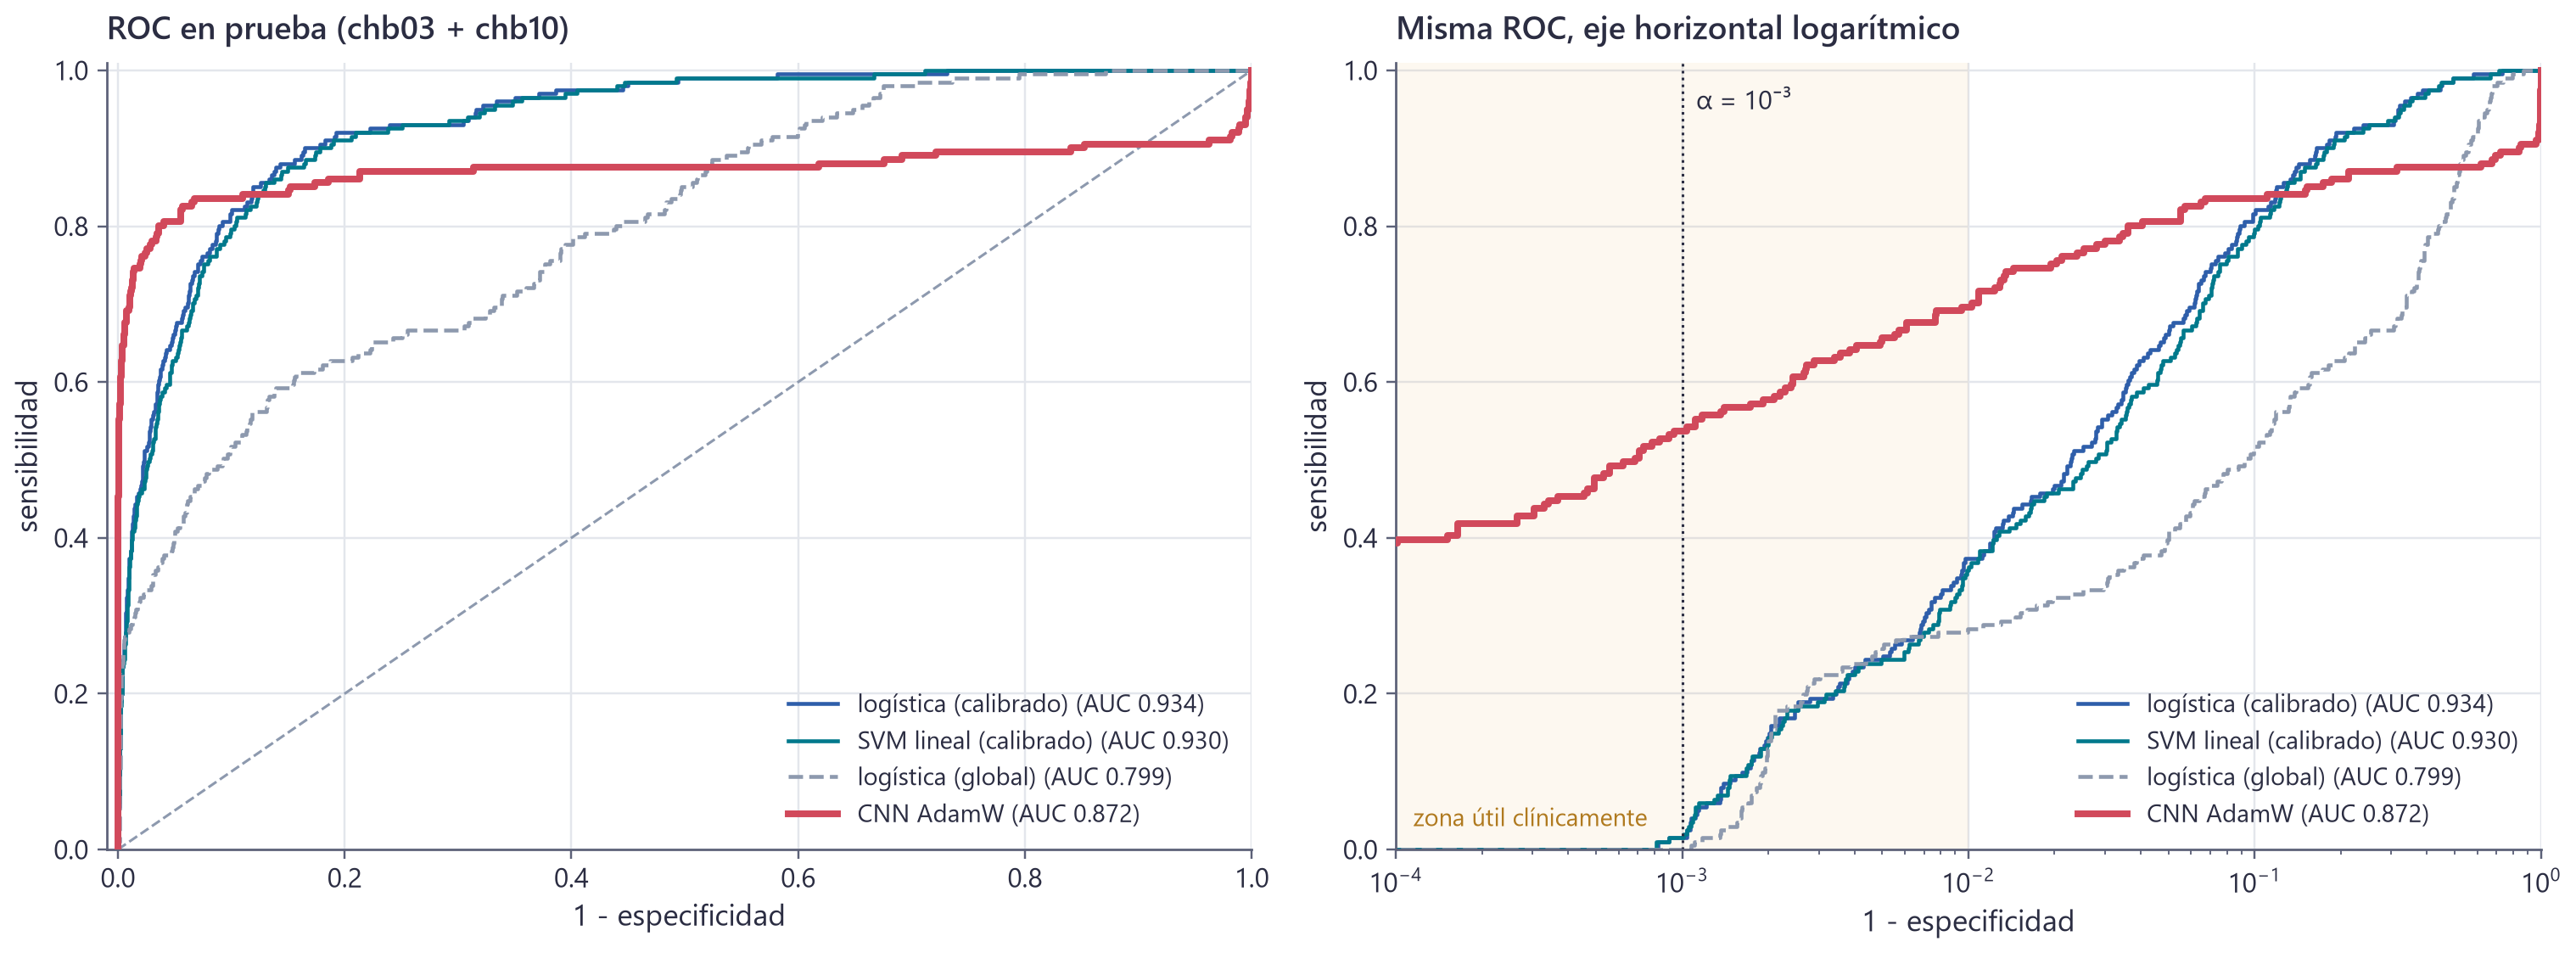 ROC en prueba (chb03 + chb10)
sensibilidad
1.0
0.8
0.6
0.4
0.2
0.0
0.0 0.2 0.4 0.6 0.8 1.0
1 - especificidad
logística (calibrado) (AUC 0.934)
SVM lineal (calibrado) (AUC 0.930)
logística (global) (AUC 0.799)
CNN AdamW (AUC 0.872)
Misma ROC, eje horizontal logarítmico
sensibilidad
1.0
0.8
0.6
0.4
0.2
0.0
α = 10⁻³
zona útil clínicamente
logística (calibrado) (AUC 0.934)
SVM lineal (calibrado) (AUC 0.930)
logística (global) (AUC 0.799)
CNN AdamW (AUC 0.872)
10⁻⁴ 10⁻³ 10⁻² 10⁻¹ 10⁰
1 - especificidad